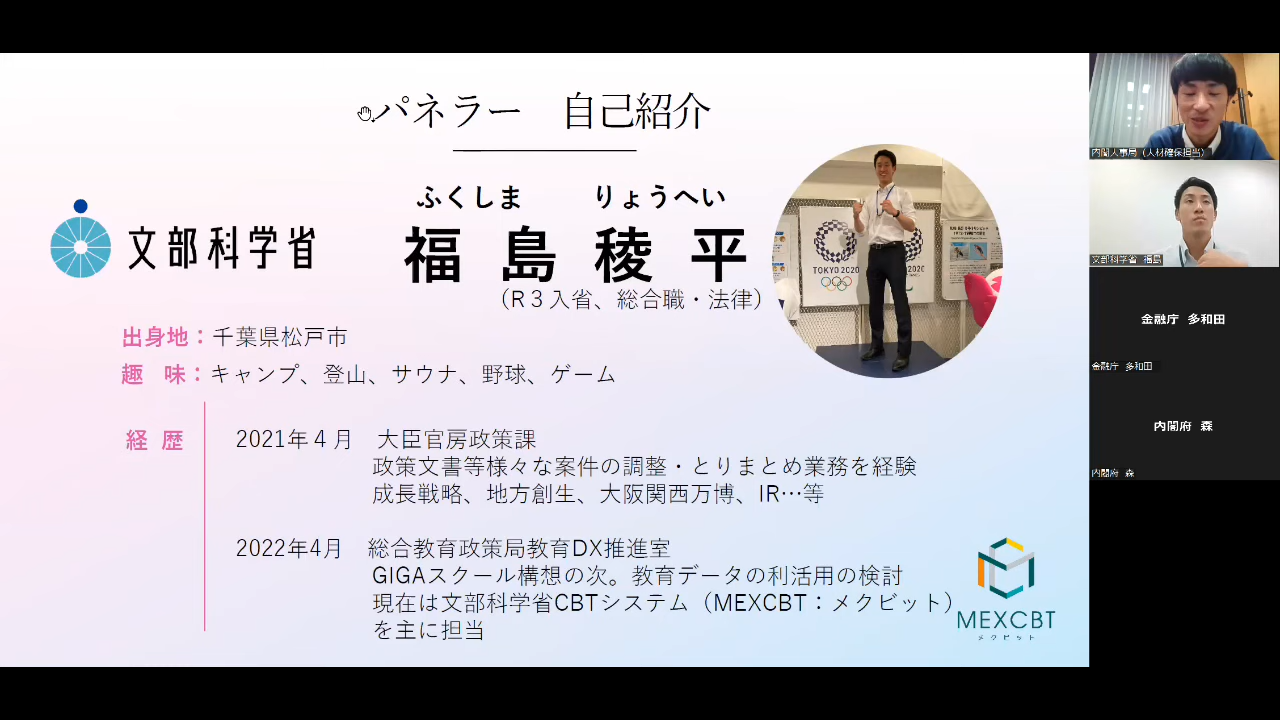 パネラー　自己紹介
ふくしま　りょうへい
福島稜平
（R３入省、総合職・法律）
文部科学省
TOKYO 2020
出身地：千葉県松戸市
趣　味：キャンプ、登山、サウナ、野球、ゲーム
経 歴
2021年４月　大臣官房政策課
政策文書等様々な案件の調整・とりまとめ業務を経験
成長戦略、地方創生、大阪関西万博、IR…等
2022年4月　総合教育政策局教育DX推進室
GIGAスクール構想の次。教育データの利活用の検討
現在は文部科学省CBTシステム（MEXCBT：メクビット）
を主に担当
MEXCBT
メクビット
内閣人事局（人材確保担当）
文部科学省　福島
金融庁　多和田
金融庁　多和田
内閣府　森
内閣府　森